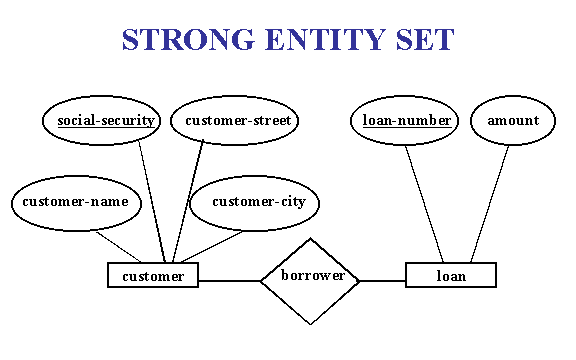 STRONG ENTITY SET
social-security
customer-street
loan-number
amount
customer-name
customer-city
customer
borrower
loan